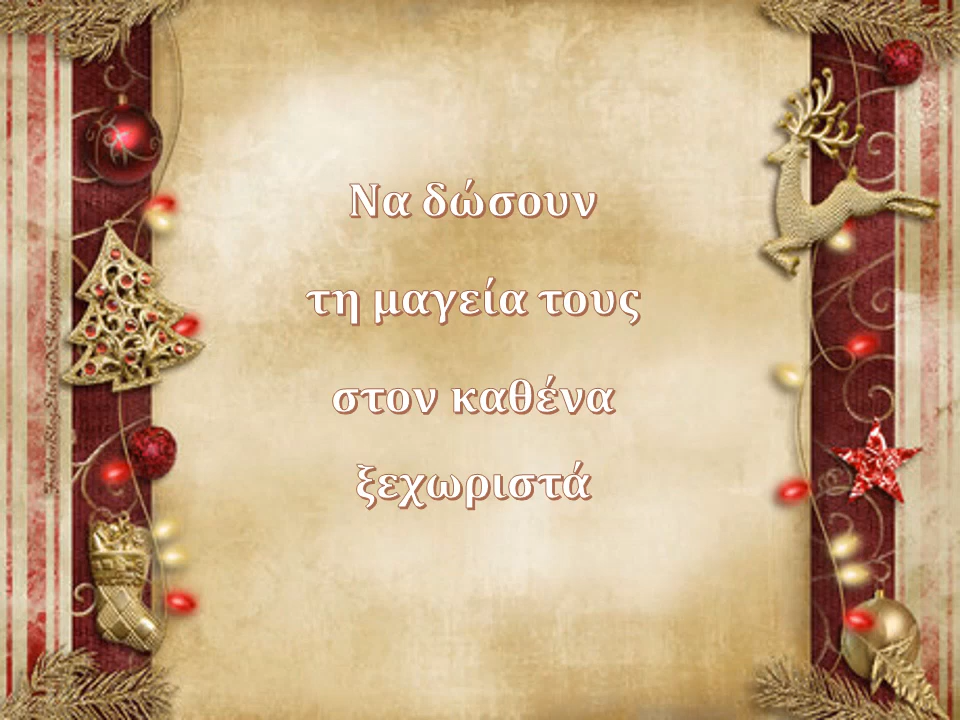 Να δώσουν
τη μαγεία τους
στον καθένα
ξεχωριστά